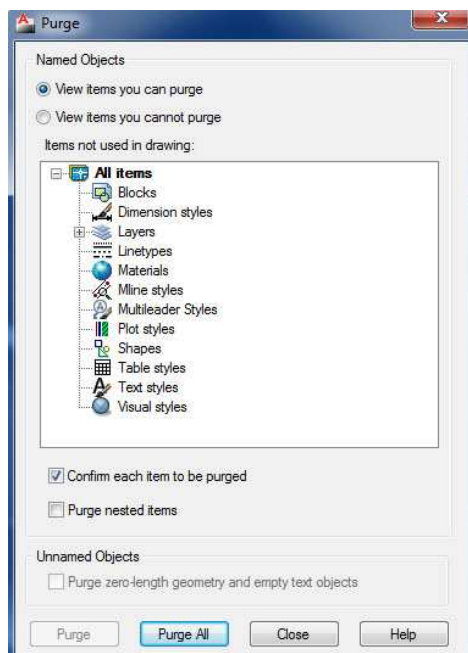 Purge
Named Objects
View items you can purge
View items you cannot purge
Items not used in drawing:
All items
Blocks
Dimension styles
Layers
Linetypes
Materials
Mline styles
Multileader Styles
Plot styles
Shapes
Table styles
Text styles
Visual styles
Confirm each item to be purged
Purge nested items
Unnamed Objects
Purge zero-length geometry and empty text objects
Purge Purge All Close Help